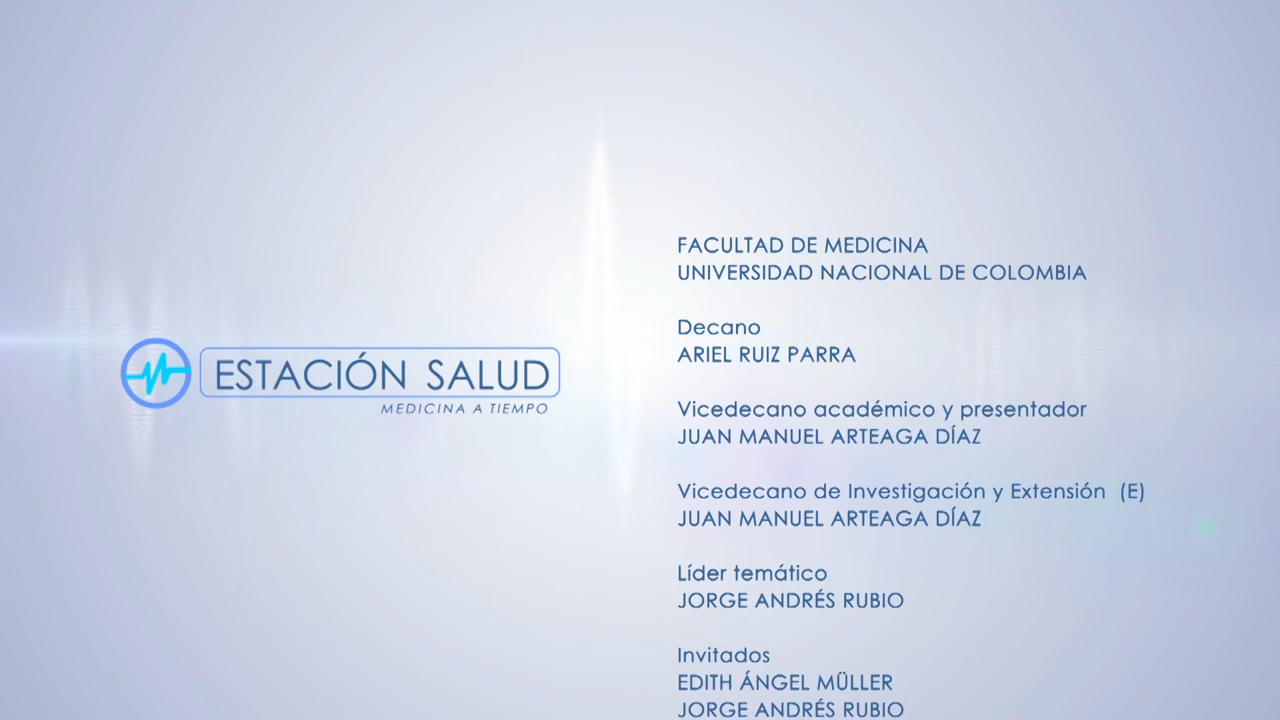 ESTACIÓN SALUD
MEDICINA A TIEMPO
FACULTAD DE MEDICINA
UNIVERSIDAD NACIONAL DE COLOMBIA
Decano
ARIEL RUIZ PARRA
Vicedecano académico y presentador
JUAN MANUEL ARTEAGA DÍAZ
Vicedecano de Investigación y Extensión (E)
JUAN MANUEL ARTEAGA DÍAZ
Líder temático
JORGE ANDRÉS RUBIO
Invitados
EDITH ÁNGEL MÜLLER
JORGE ANDRÉS RUBIO